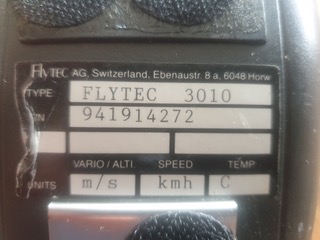 FLYTEC AG, Switzerland, Ebenaustr. 8 a, 6048 Horw
TYPE FLYTEC 3010
941914272
VARIO / ALTI. SPEED TEMP
UNITS m/s kmh C